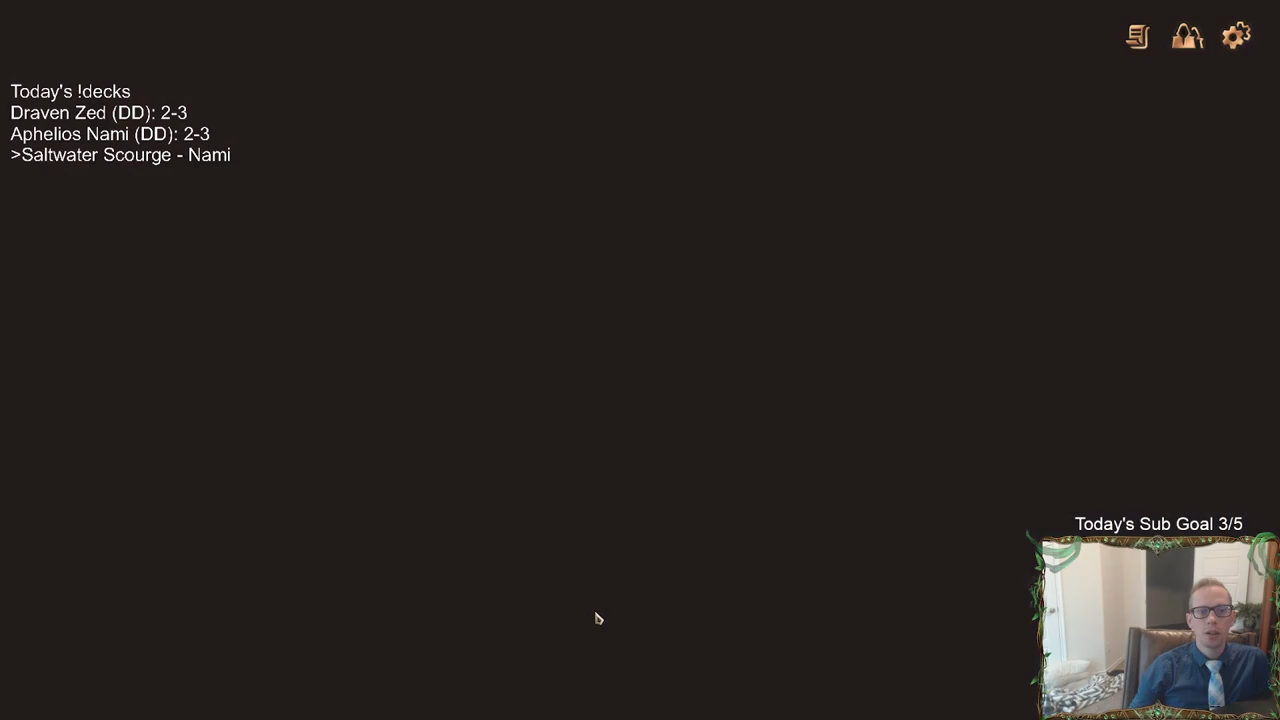 Today's !decks
Draven Zed (DD): 2-3
Aphelios Nami (DD): 2-3
>Saltwater Scourge - Nami
Today's Sub Goal 3/5